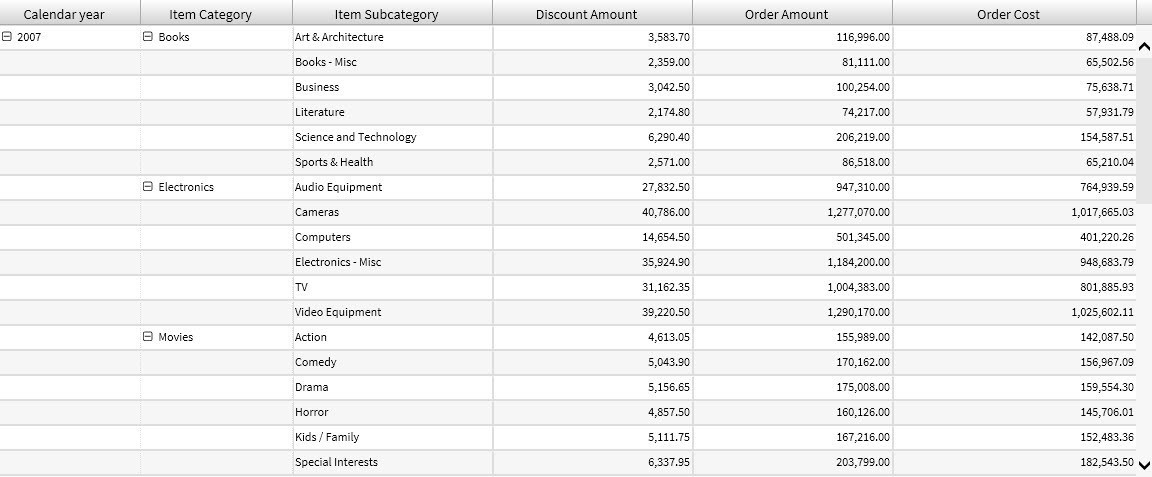 Calendar year Item Category Item Subcategory Discount Amount Order Amount Order Cost
2007 Books Art & Architecture 3,583.70 116,996.00 87,488.09
Books - Misc 2,359.00 81,111.00 65,502.56
Business 3,042.50 100,254.00 75,638.71
Literature 2,174.80 74,217.00 57,931.79
Science and Technology 6,290.40 206,219.00 154,587.51
Sports & Health 2,571.00 86,518.00 65,210.04
Electronics Audio Equipment 27,832.50 947,310.00 764,939.59
Cameras 40,786.00 1,277,070.00 1,017,665.03
Computers 14,654.50 501,345.00 401,220.26
Electronics - Misc 35,924.90 1,184,200.00 948,683.79
TV 31,162.35 1,004,383.00 801,885.93
Video Equipment 39,220.50 1,290,170.00 1,025,602.11
Movies Action 4,613.05 155,989.00 142,087.50
Comedy 5,043.90 170,162.00 156,967.09
Drama 5,156.65 175,008.00 159,554.30
Horror 4,857.50 160,126.00 145,706.01
Kids / Family 5,111.75 167,216.00 152,483.36
Special Interests 6,337.95 203,799.00 182,543.50